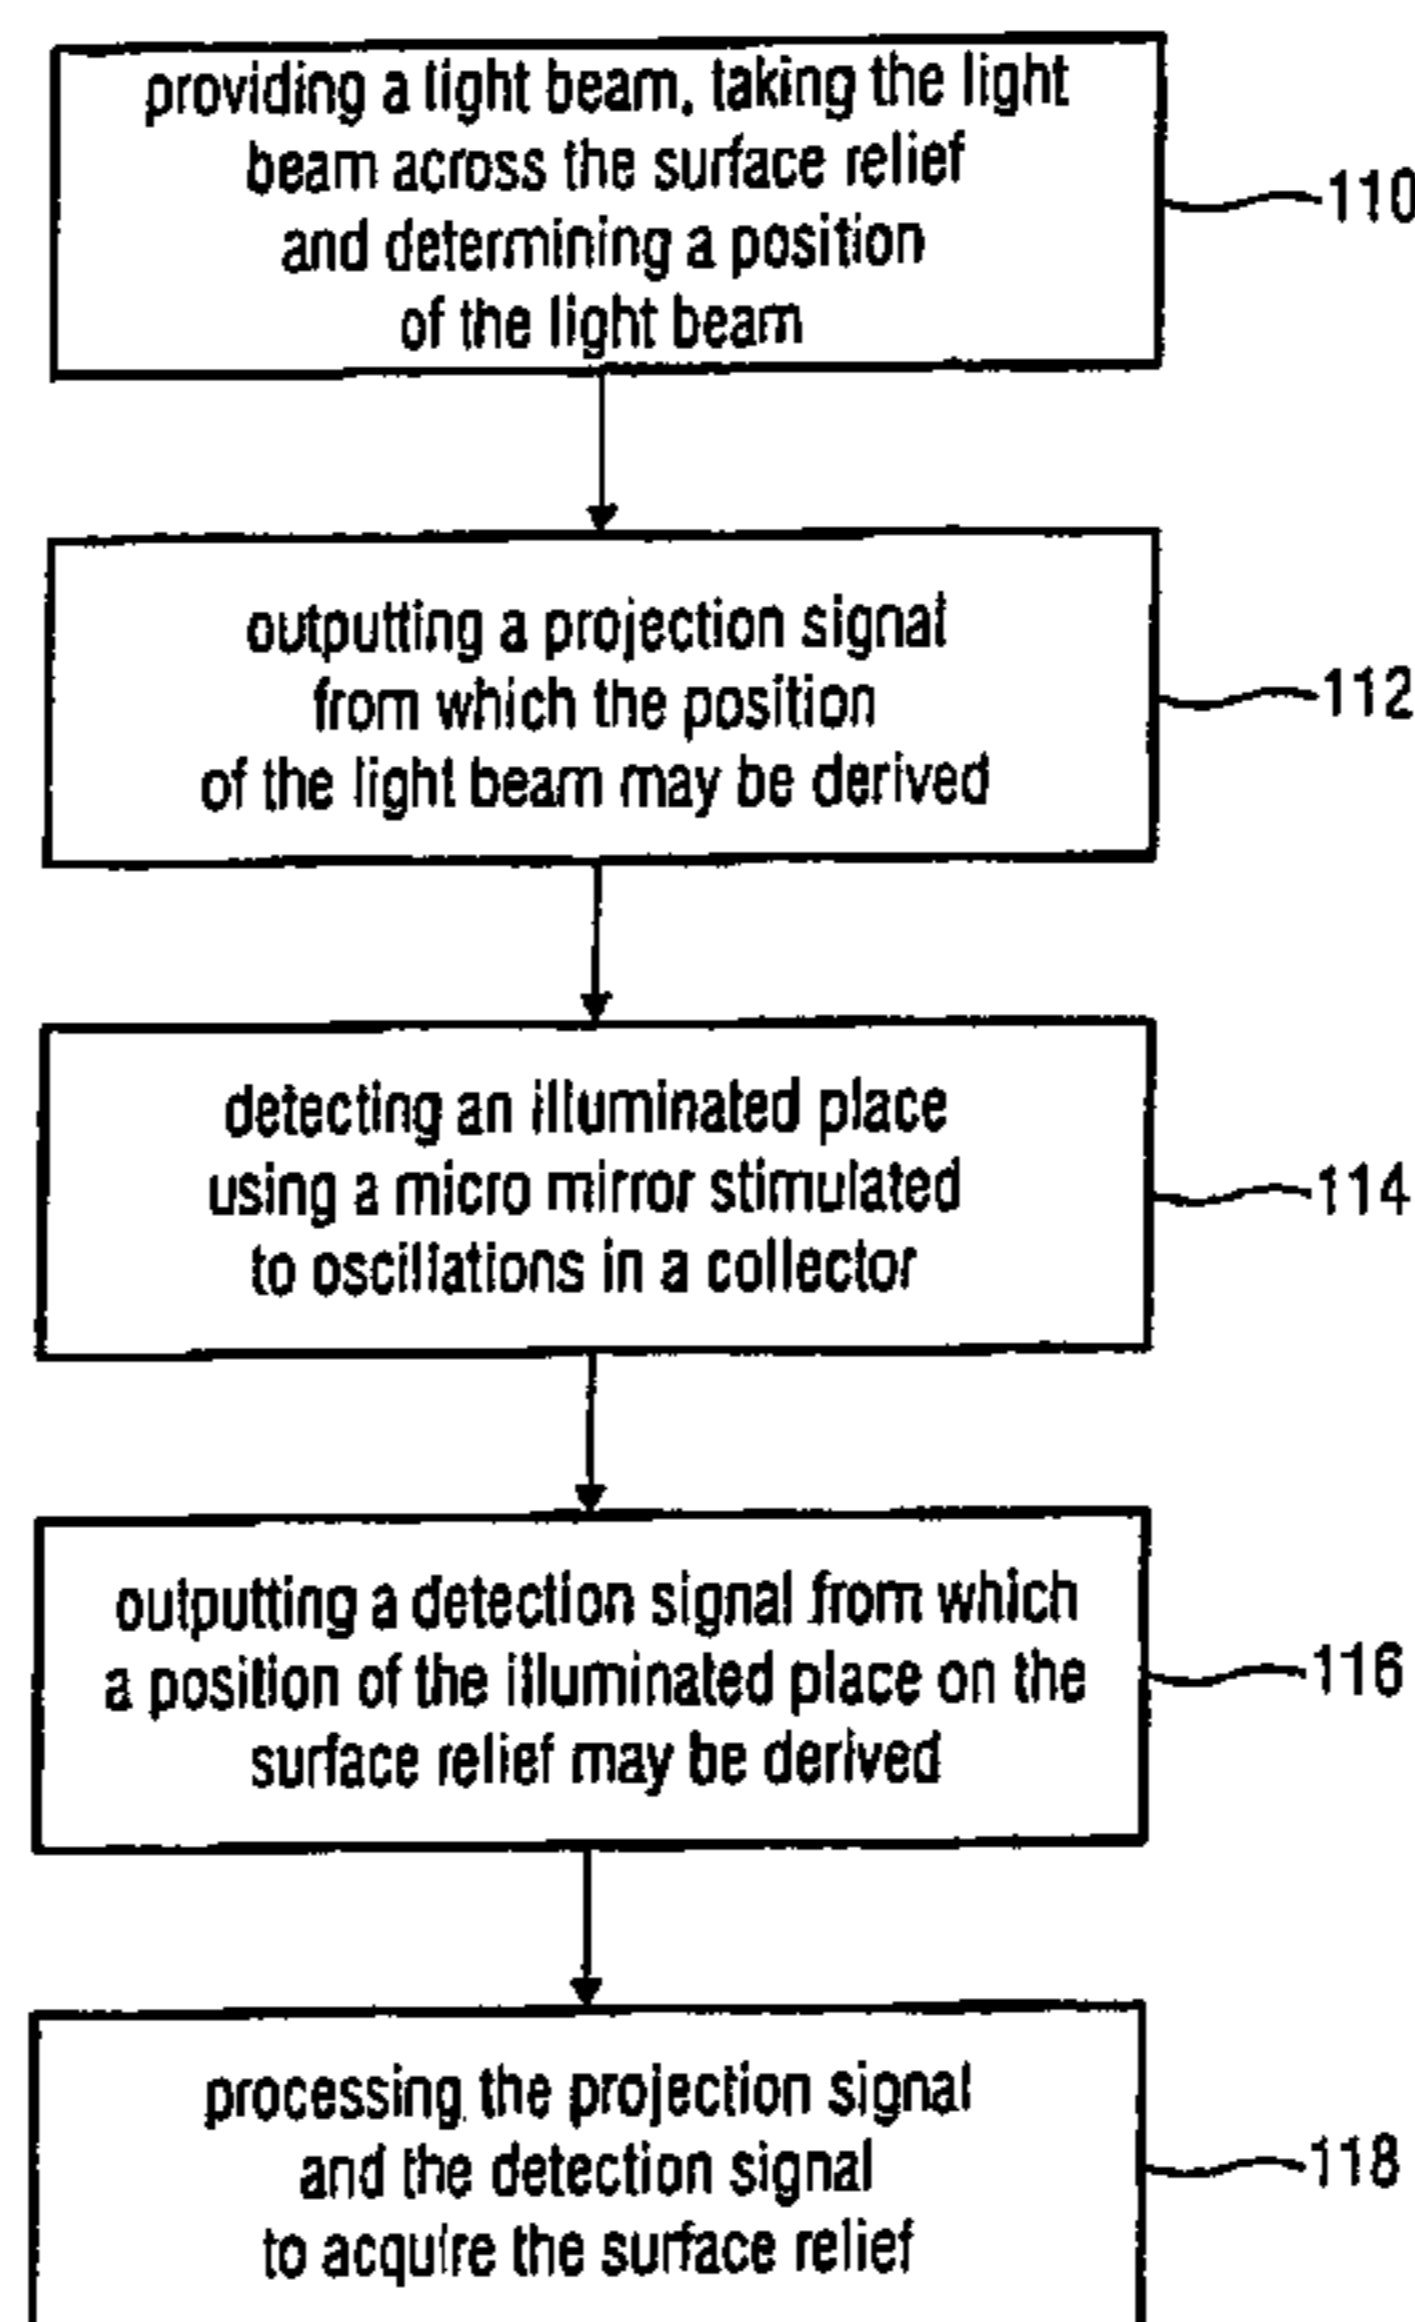 providing a light beam, taking the light
beam across the surface relief
and determining a position
of the light beam
110
outputting a projection signal
from which the position
of the light beam may be derived
112
detecting an illuminated place
using a micro mirror stimulated
to oscillations in a collector
114
outputting a detection signal from which
a position of the illuminated place on the
surface relief may be derived
116
processing the projection signal
and the detection signal
to acquire the surface relief
118